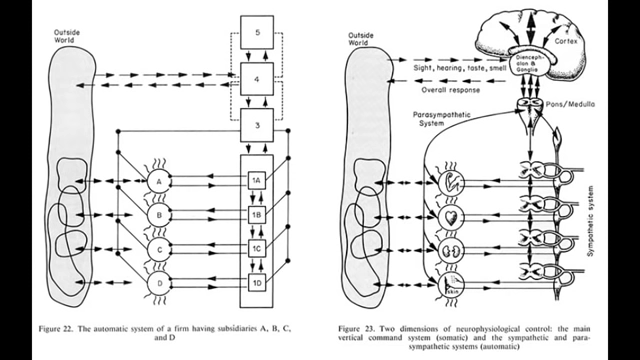 Outside
World
5
4
3
A
1A
B
1B
C
1C
D
1D
Figure 22. The automatic system of a firm having subsidiaries A, B, C,
and D
Outside
World
Cortex
Diencеph-
alon &
Ganglia
Sight, hearing, taste, smell
Overall response
Pons/Medulla
Parasympathetic
System
skin
Sympathetic system
Figure 23. Two dimensions of neurophysiological control: the main
vertical command system (somatic) and the sympathetic and para-
sympathetic systems (automatic)